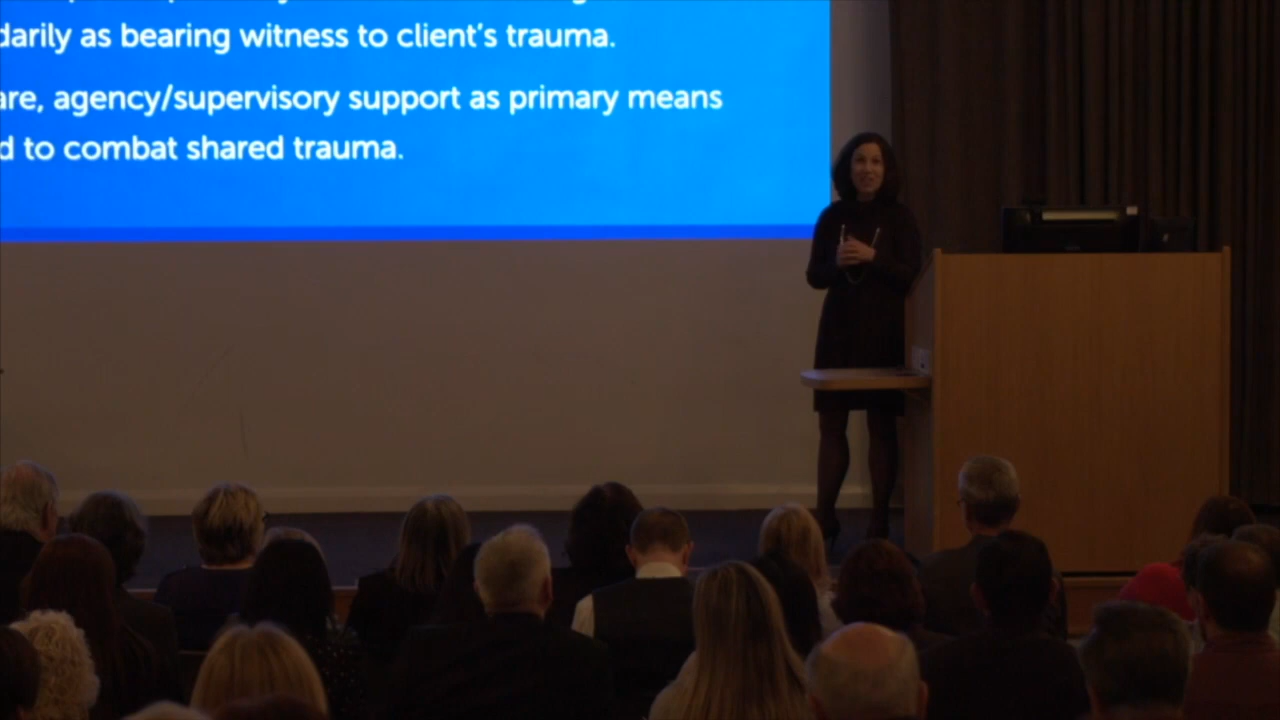 darily as bearing witness to client's trauma.
are, agency/supervisory support as primary means
d to combat shared trauma.